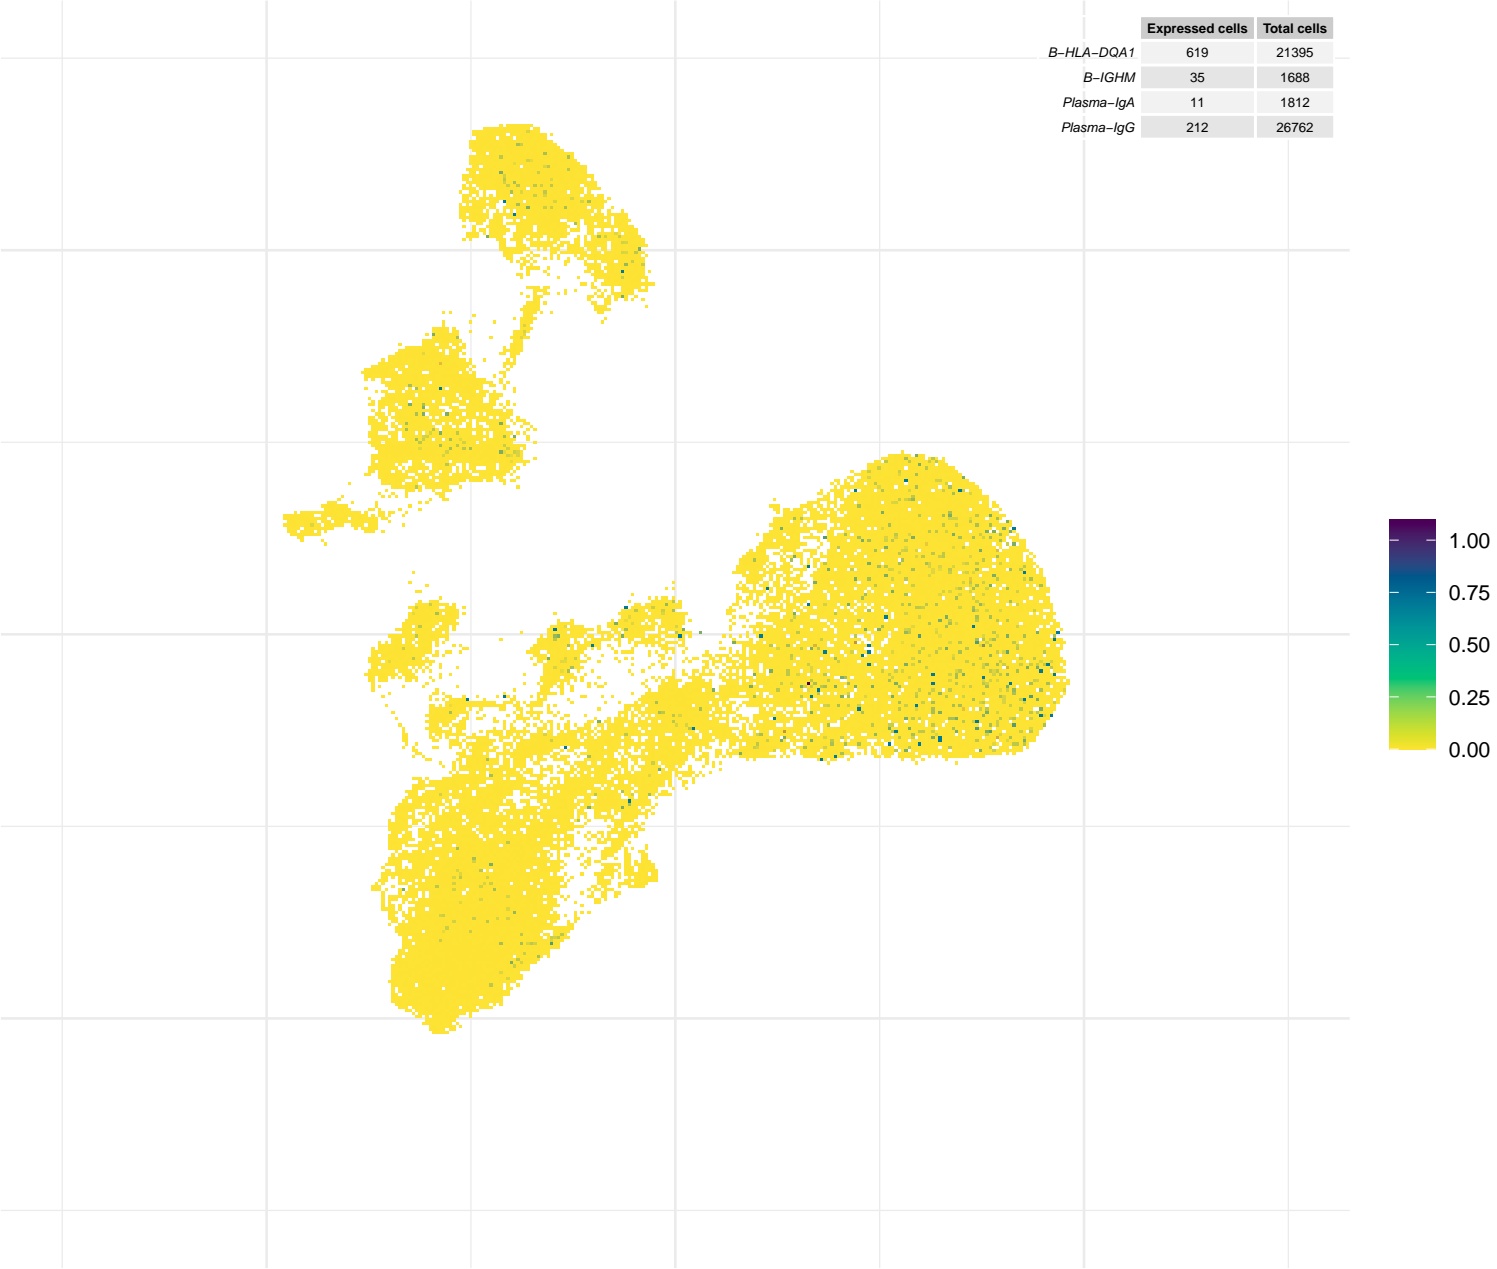 Expressed cells Total cells
B−HLA−DQA1 619 21395
B−IGHM 35 1688
Plasma−IgA 11 1812
Plasma−IgG 212 26762
1.00
0.75
0.50
0.25
0.00